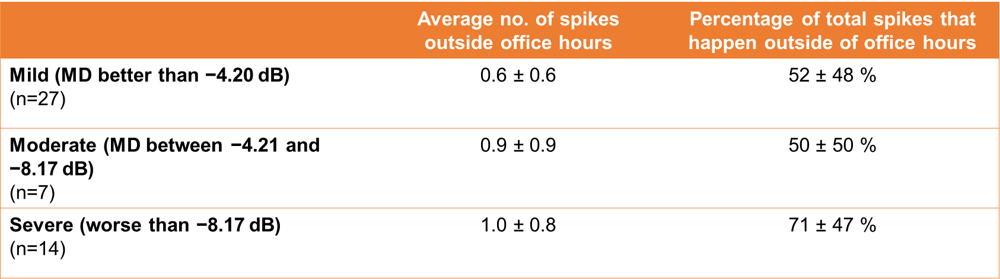 Average no. of spikes
outside office hours
Percentage of total spikes that
happen outside of office hours
Mild (MD better than −4.20 dB)
(n=27)
0.6 ± 0.6
52 ± 48 %
Moderate (MD between −4.21 and
−8.17 dB)
(n=7)
0.9 ± 0.9
50 ± 50 %
Severe (worse than −8.17 dB)
(n=14)
1.0 ± 0.8
71 ± 47 %